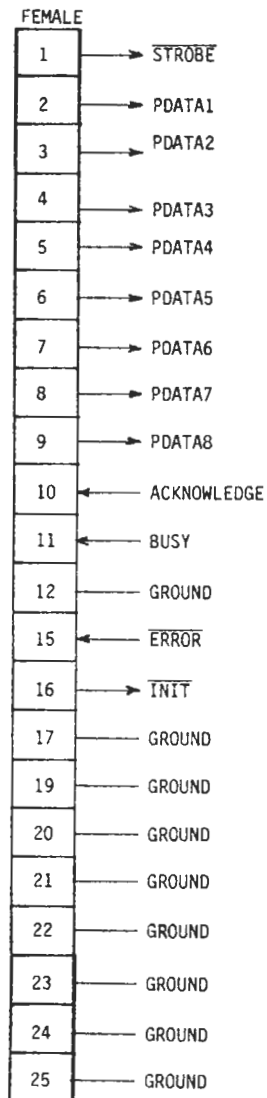 FEMALE
1 STROBE
2 PDATA1
3 PDATA2
4 PDATA3
5 PDATA4
6 PDATA5
7 PDATA6
8 PDATA7
9 PDATA8
10 ACKNOWLEDGE
11 BUSY
12 GROUND
15 ERROR
16 INIT
17 GROUND
19 GROUND
20 GROUND
21 GROUND
22 GROUND
23 GROUND
24 GROUND
25 GROUND